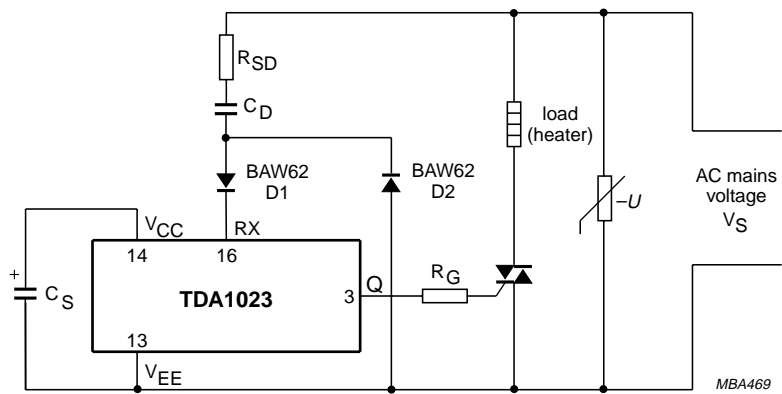 RSD
CD
load
(heater)
BAW62
D1
BAW62
D2
–U
AC mains
voltage
VS
VCC
RX
14
16
+
CS
TDA1023
3
Q
RG
13
VEE
MBA469